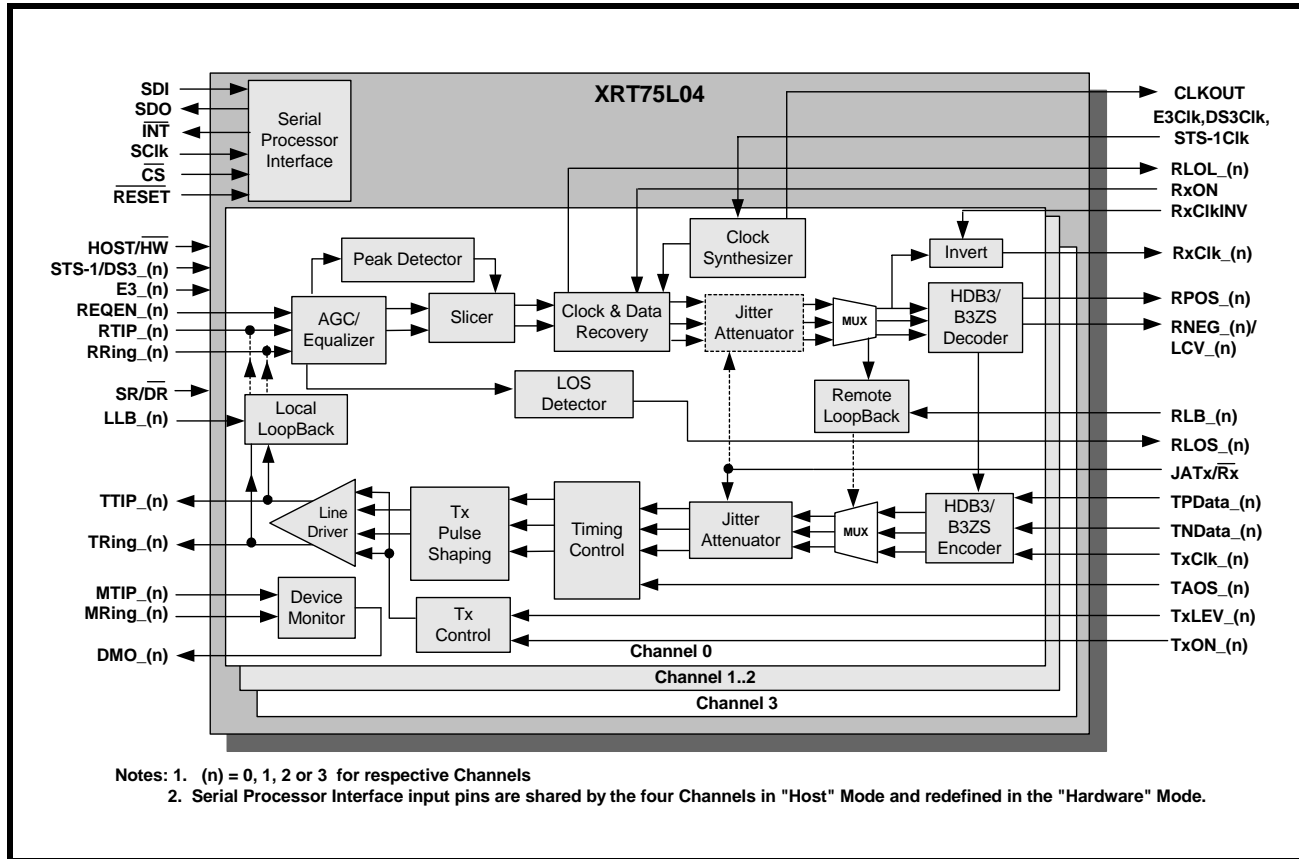 XRT75L04
SDI
SDO
INT
SClk
CS
RESET
Serial
Processor
Interface
CLKOUT
E3Clk,DS3Clk,
STS-1Clk
RLOL_(n)
RxON
RxClkINV
RxClk_(n)
RPOS_(n)
RNEG_(n)/
LCV_(n)
RLB_(n)
RLOS_(n)
JATx/Rx
TPData_(n)
TNData_(n)
TxClk_(n)
TAOS_(n)
TxLEV_(n)
TxON_(n)
HOST/HW
STS-1/DS3_(n)
E3_(n)
REQEN_(n)
RTIP_(n)
RRing_(n)
SR/DR
LLB_(n)
TTIP_(n)
TRing_(n)
MTIP_(n)
MRing_(n)
DMO_(n)
Peak Detector
AGC/
Equalizer
Slicer
Clock & Data
Recovery
Clock
Synthesizer
Jitter
Attenuator
MUX
Invert
HDB3/
B3ZS
Decoder
LOS
Detector
Remote
LoopBack
Local
LoopBack
Line
Driver
Tx
Pulse
Shaping
Timing
Control
Jitter
Attenuator
MUX
HDB3/
B3ZS
Encoder
Device
Monitor
Tx
Control
Channel 0
Channel 1..2
Channel 3
Notes: 1. (n) = 0, 1, 2 or 3 for respective Channels
2. Serial Processor Interface input pins are shared by the four Channels in "Host" Mode and redefined in the "Hardware" Mode.